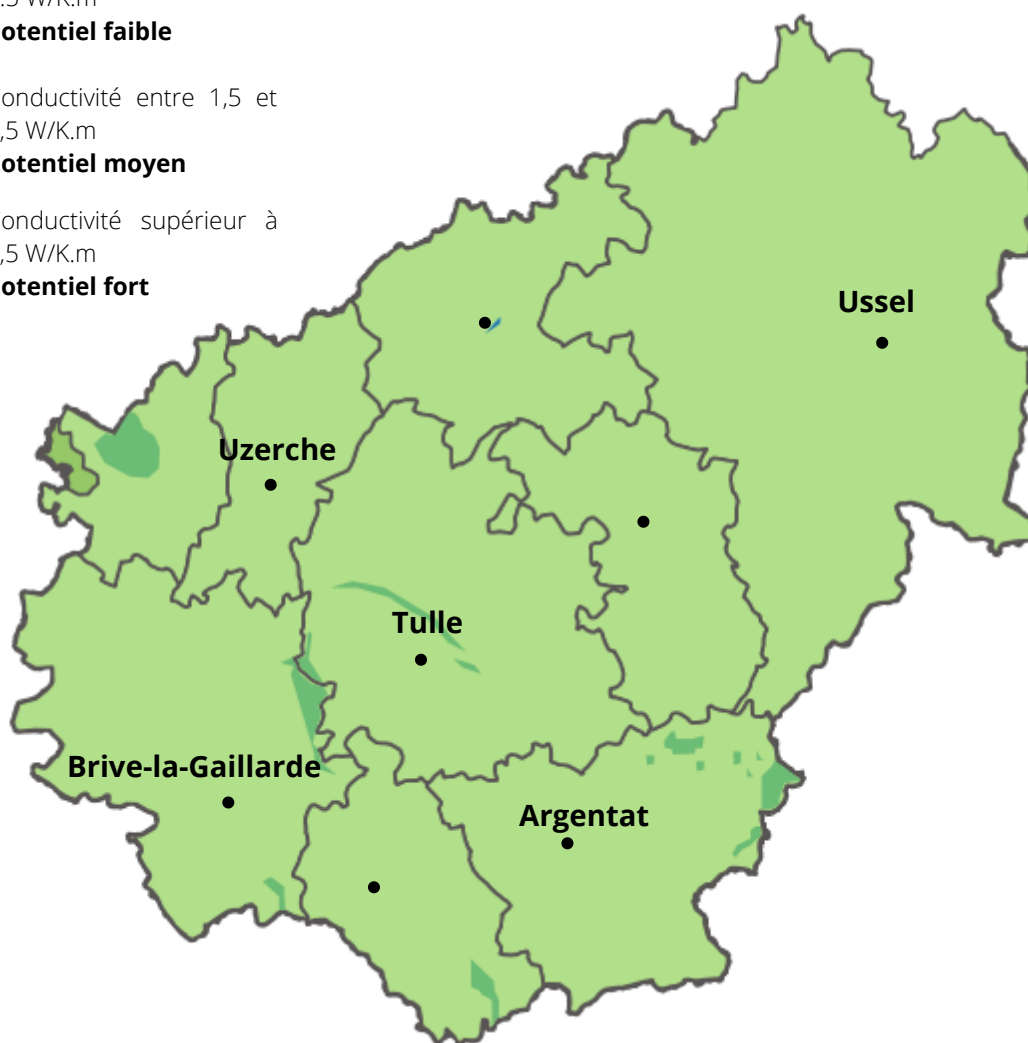 .5 W/K.m
otentiel faible
onductivité entre 1,5 et
,5 W/K.m
otentiel moyen
onductivité supérieur à
,5 W/K.m
otentiel fort
Ussel
Uzerche
Tulle
Brive-la-Gaillarde
Argentat